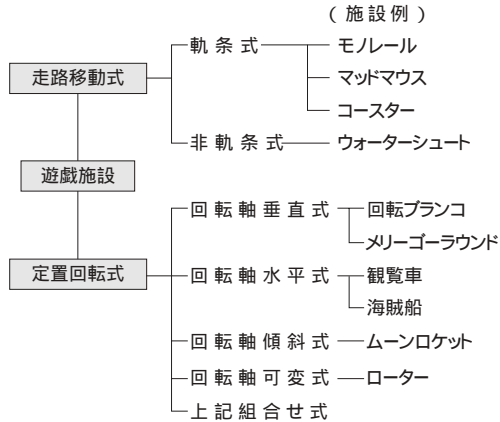 (施設例)
軌条式 モノレール
走路移動式 マッドマウス
コースター
非軌条式 ウォーターシュート
遊戯施設
回転軸垂直式 回転ブランコ
メリーゴーラウンド
定置回転式 回転軸水平式 観覧車
海賊船
回転軸傾斜式 ムーンロケット
回転軸可変式 ローター
上記組合せ式